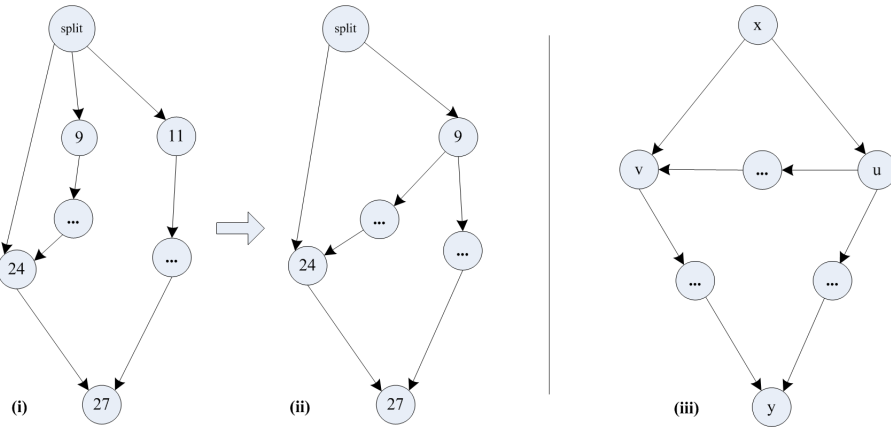 split
9
11
...
...
24
27
(i)
split
9
...
...
24
27
(ii)
x
v
...
u
...
...
y
(iii)